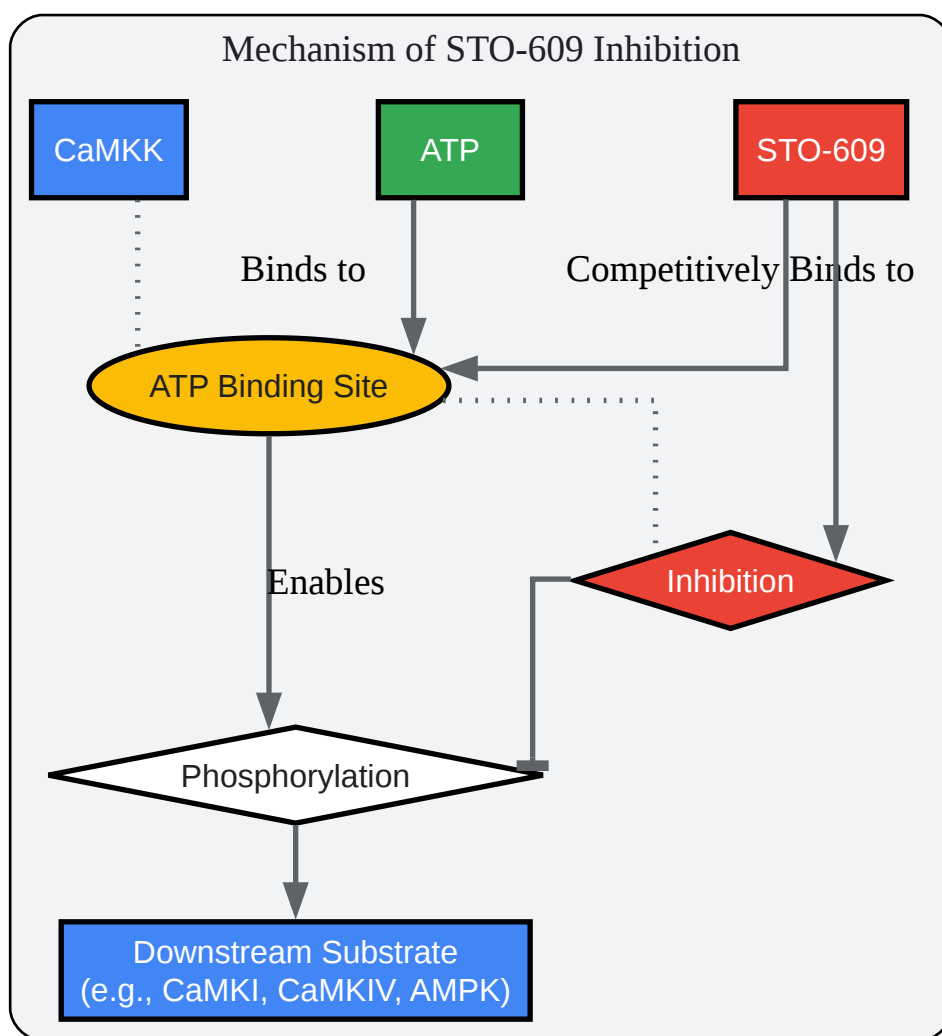 Mechanism of STO-609 Inhibition
CaMKK
ATP
STO-609
Binds to
Competitively Binds to
ATP Binding Site
Enables
Inhibition
Phosphorylation
Downstream Substrate
(e.g., CaMKI, CaMKIV, AMPK)